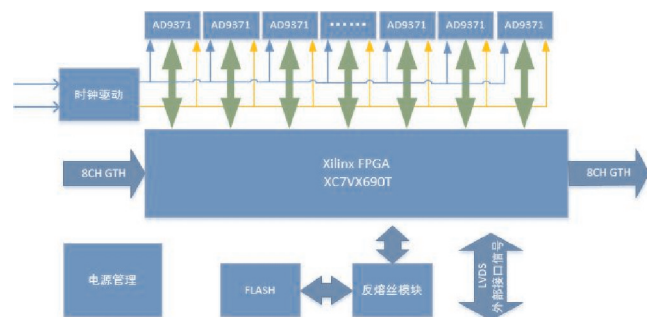 AD9371 AD9371 AD9371 ······ AD9371 AD9371 AD9371
时钟驱动
Xilinx FPGA
XC7VX690T
8CH GTH
8CH GTH
电源管理
FLASH
反熔丝模块
LVDS
外部接口信号